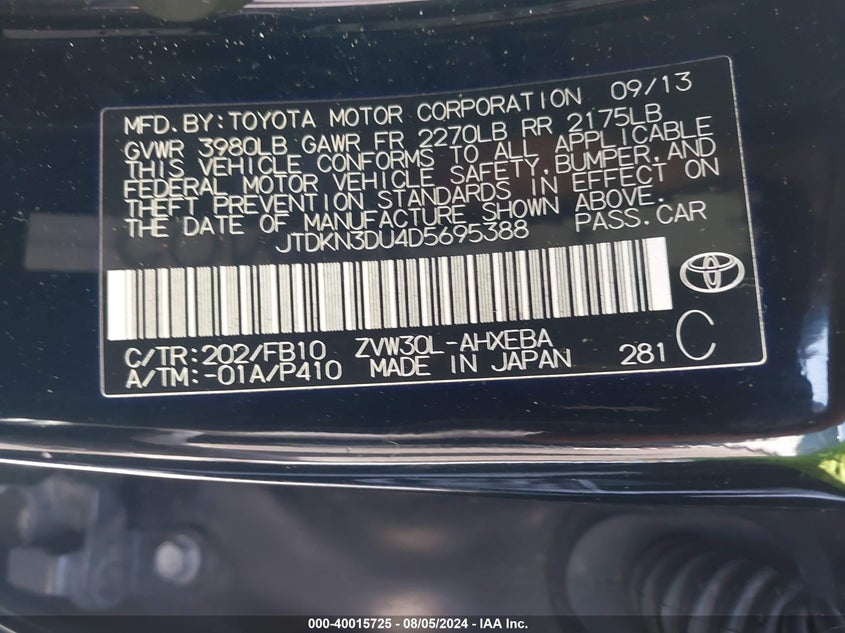 MFD.BY:TOYOTA MOTOR CORPORATION 09/13
GVWR 3980LB GAWR FR 2270LB RR 2175LB
THIS VEHICLE CONFORMS TO ALL APPLICABLE
FEDERAL MOTOR VEHICLE SAFETY,BUMPER,AND
THEFT PREVENTION STANDARDS IN EFFECT ON
THE DATE OF MANUFACTURE SHOWN ABOVE.
JTDKN3DU4D5695388 PASS.CAR
C/TR:202/FB10 ZVW30L-AHXEBA
A/TM:-01A/P410 MADE IN JAPAN 281 C
000-40015725 - 08/05/2024 - IAA Inc.